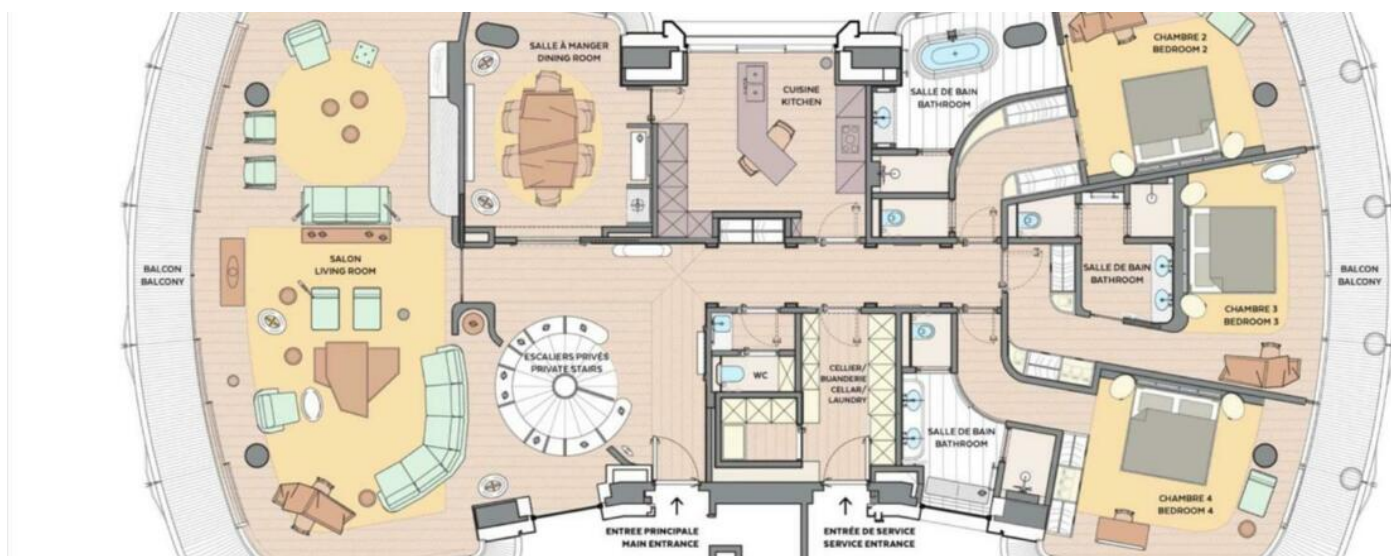 SALLE À MANGER
DINING ROOM
CUISINE
KITCHEN
SALLE DE BAIN
BATHROOM
CHAMBRE 2
BEDROOM 2
BALCON
BALCONY
SALON
LIVING ROOM
SALLE DE BAIN
BATHROOM
CHAMBRE 3
BEDROOM 3
BALCON
BALCONY
ESCALIERS PRIVÉS
PRIVATE STAIRS
WC
CELLIER/
BUANDERIE
CELLAR/
LAUNDRY
SALLE DE BAIN
BATHROOM
CHAMBRE 4
BEDROOM 4
ENTREE PRINCIPALE
MAIN ENTRANCE
ENTRÉE DE SERVICE
SERVICE ENTRANCE